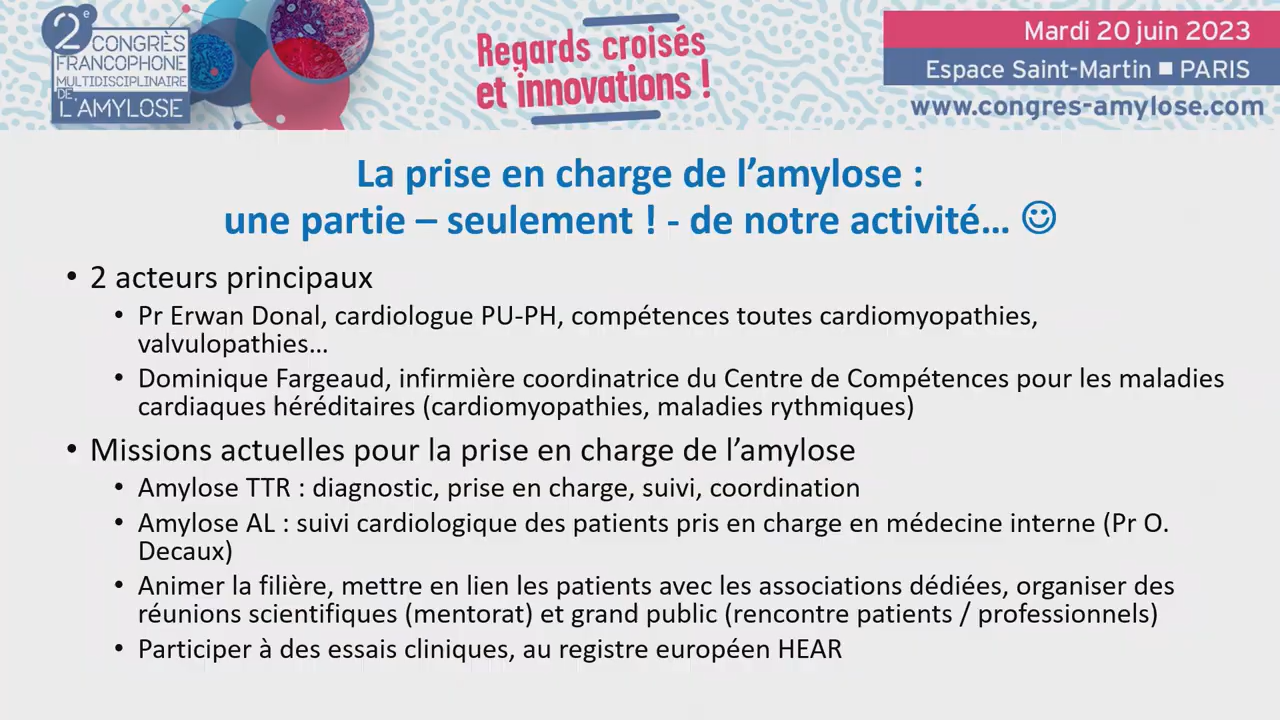 2e CONGRÈS
FRANCOPHONE
MULTIDISCIPLINAIRE
DE
L'AMYLOSE
Regards croisés
et innovations !
Mardi 20 juin 2023
Espace Saint-Martin ■ PARIS
www.congres-amylose.com
La prise en charge de l’amylose :
une partie – seulement ! - de notre activité… ☺
• 2 acteurs principaux
• Pr Erwan Donal, cardiologue PU-PH, compétences toutes cardiomyopathies,
valvulopathies…
• Dominique Fargeaud, infirmière coordinatrice du Centre de Compétences pour les maladies
cardiaques héréditaires (cardiomyopathies, maladies rythmiques)
• Missions actuelles pour la prise en charge de l’amylose
• Amylose TTR : diagnostic, prise en charge, suivi, coordination
• Amylose AL : suivi cardiologique des patients pris en charge en médecine interne (Pr O.
Decaux)
• Animer la filière, mettre en lien les patients avec les associations dédiées, organiser des
réunions scientifiques (mentorat) et grand public (rencontre patients / professionnels)
• Participer à des essais cliniques, au registre européen HEAR